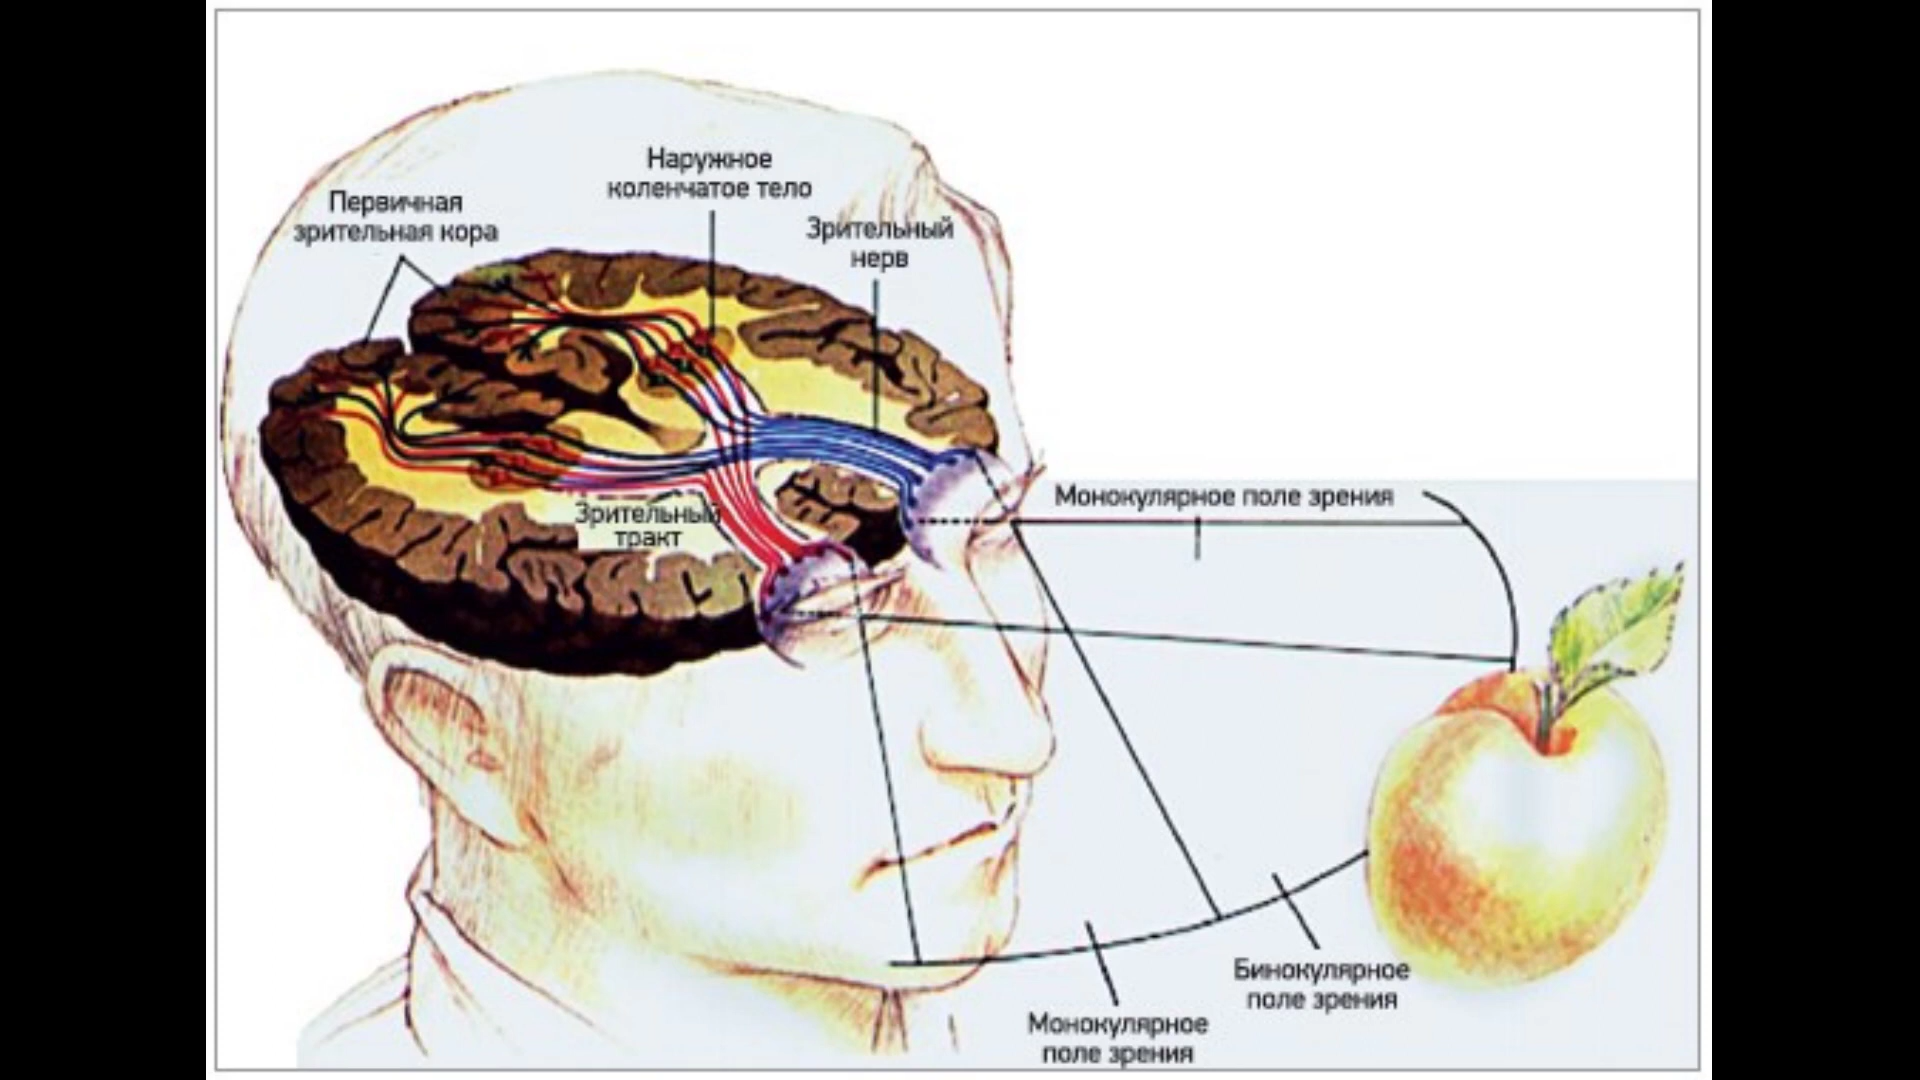 Наружное
коленчатое тело
Первичная
зрительная кора
Зрительный
нерв
Зрительный
тракт
Монокулярное поле зрения
Бинокулярное
поле зрения
Монокулярное
поле зрения